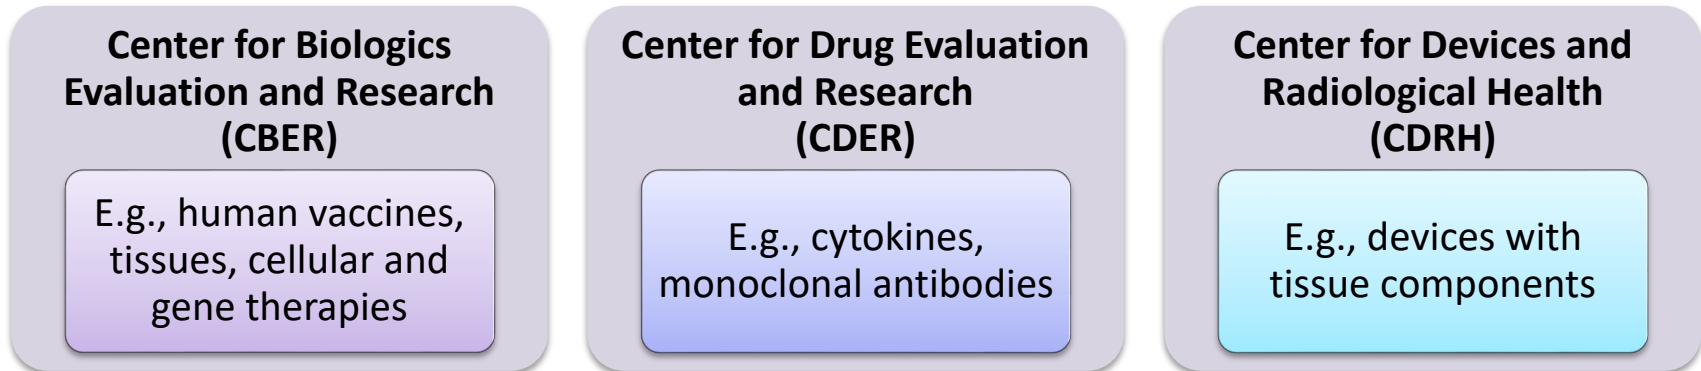 Center for Biologics
Evaluation and Research
(CBER)
E.g., human vaccines,
tissues, cellular and
gene therapies
Center for Drug Evaluation
and Research
(CDER)
E.g., cytokines,
monoclonal antibodies
Center for Devices and
Radiological Health
(CDRH)
E.g., devices with
tissue components